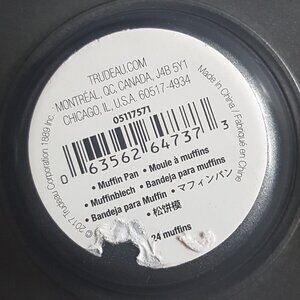 TRUDEAU.COM
MONTRÉAL, QC, CANADA, J4B 5Y1
CHICAGO, IL, U.S.A. 60517-4934
05117571
0 63562 64737 3
• Muffin Pan • Moule à muffins
• Muffinblech • Bandeja para muffins
• Bandeja para Muffin • マフィンパン
• 松饼模
24 muffins
© 2017 Trudeau Corporation 1889 Inc.
Made in China / Fabriqué en Chine